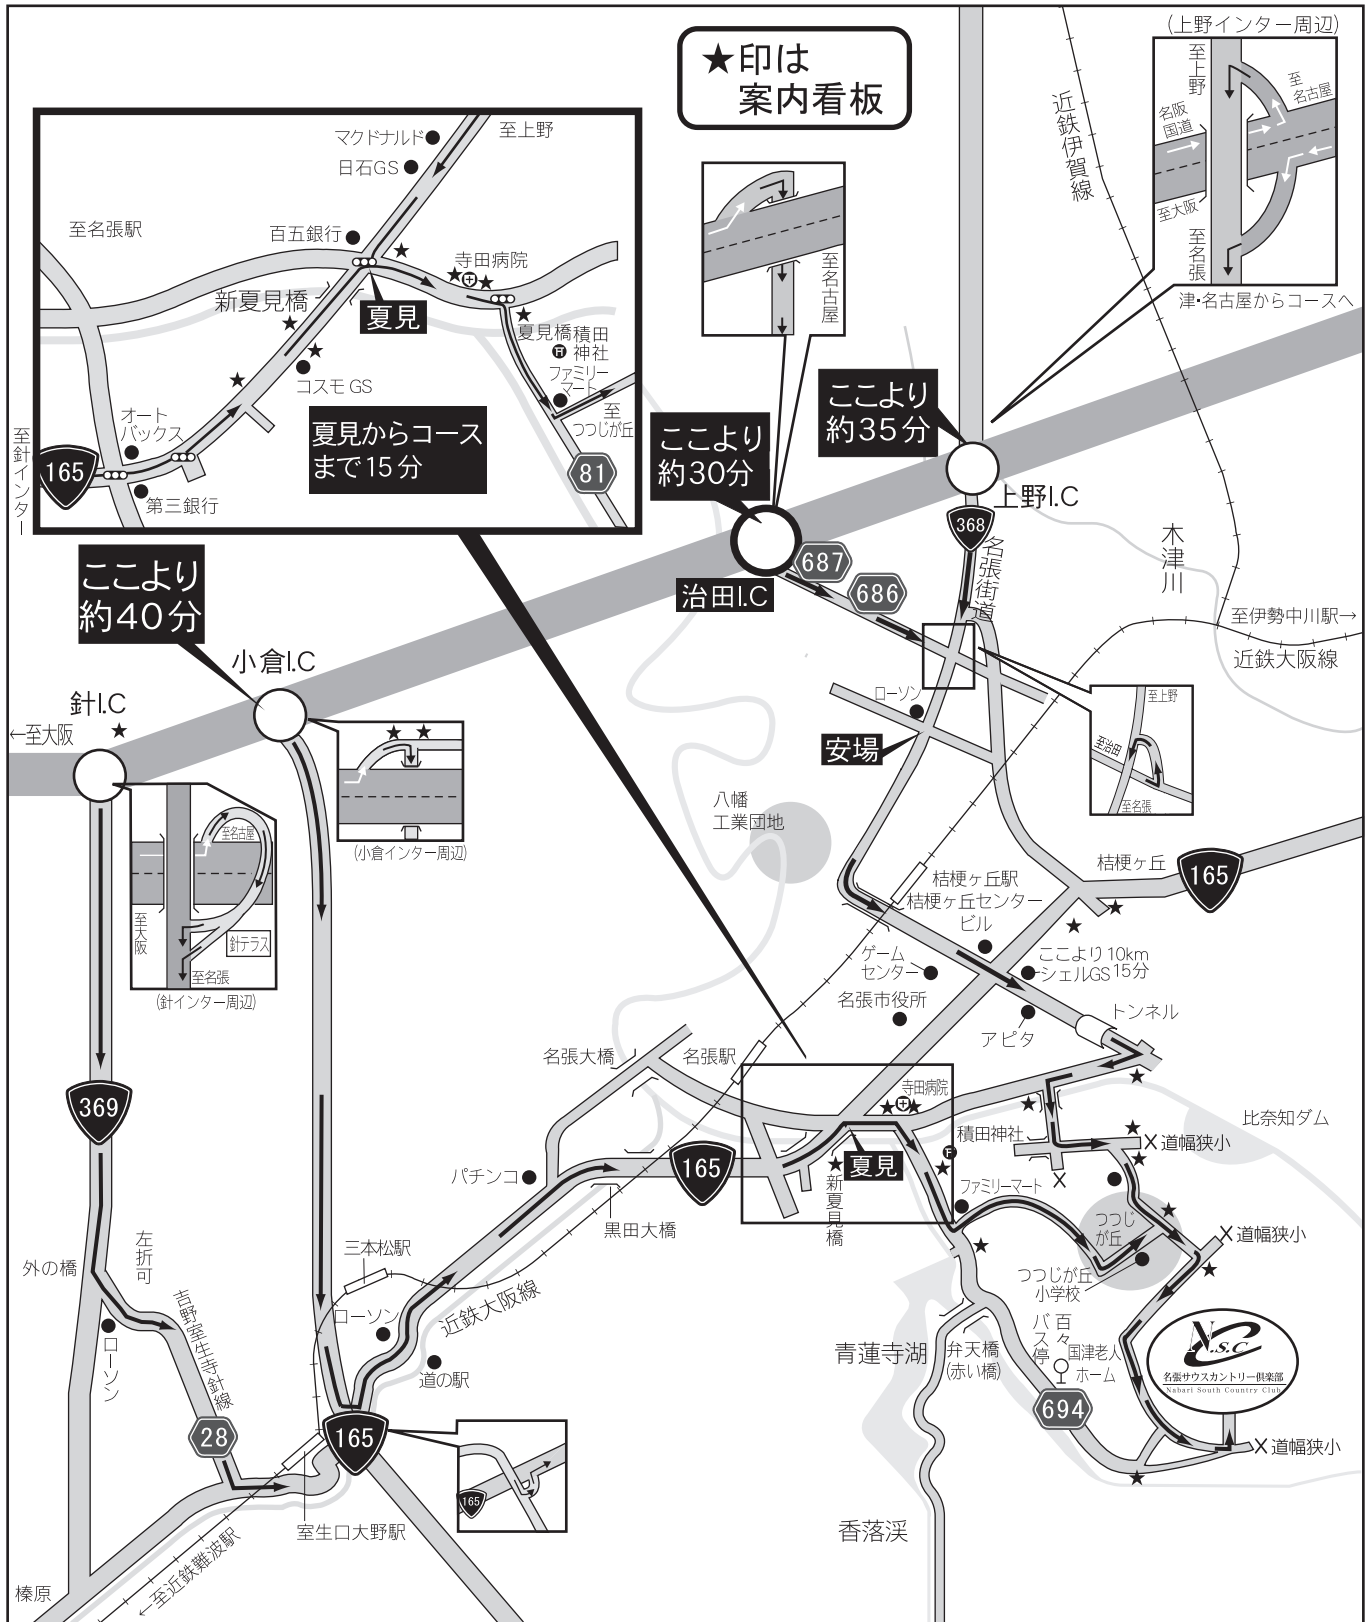 ★印は
案内看板
(上野インター周辺)
至上野
至
名古屋
名阪
国道
至大阪
至名張
津・名古屋からコースへ
近鉄伊賀線
マクドナルド
至上野
日石GS
至名張駅
百五銀行
寺田病院
新夏見橋
夏見
夏見橋
積田
神社
コスモGS
ファミリー
マート
オート
バックス
夏見からコース
まで15分
至
つつじが丘
至針インター
165
81
第三銀行
至名古屋
ここより
約30分
ここより
約35分
上野I.C
368
名張街道
木津川
687
686
治田I.C
至伊勢中川駅→
近鉄大阪線
ここより
約40分
小倉I.C
針I.C
←至大阪
ローソン
安場
至上野
至治田
至名張
(小倉インター周辺)
至名古屋
至大阪
針テラス
至名張
(針インター周辺)
八幡
工業団地
桔梗ヶ丘
165
桔梗ヶ丘駅
桔梗ヶ丘センター
ビル
ゲーム
センター
ここより10km
シェルGS 15分
名張市役所
アピタ
トンネル
名張大橋
名張駅
369
寺田病院
比奈知ダム
積田神社
X道幅狭小
X
夏見
165
パチンコ
新夏見橋
ファミリーマート
黒田大橋
つつじ
が丘
X道幅狭小
外の橋
左折可
三本松駅
つつじが丘
小学校
吉野室生寺針線
ローソン
近鉄大阪線
ローソン
道の駅
青蓮寺湖
弁天橋
(赤い橋)
百々
バス停
国津老人
ホーム
N.S.C
名張サウスカントリー倶楽部
Nabari South Country Club
694
28
165
X道幅狭小
165
室生口大野駅
香落渓
榛原
←至近鉄難波駅